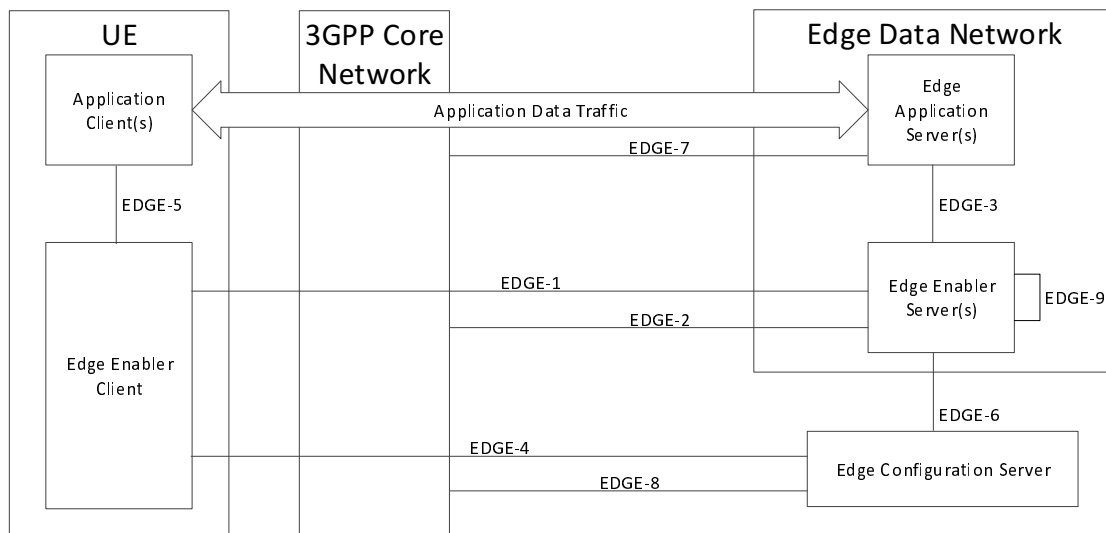 UE
3GPP Core
Network
Edge Data Network
Application
Client(s)
Application Data Traffic
Edge
Application
Server(s)
EDGE-7
EDGE-5
EDGE-3
EDGE-1
Edge Enabler
Server(s)
EDGE-9
EDGE-2
Edge Enabler
Client
EDGE-6
EDGE-4
Edge Configuration Server
EDGE-8